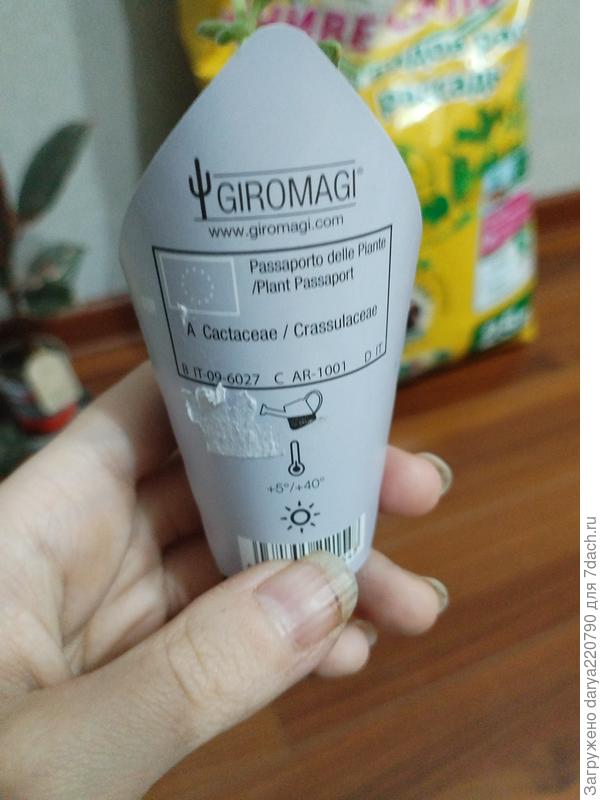 GIROMAGI®
www.giromagi.com
Passaporto delle Piante
/Plant Passaport
A Cactaceae / Crassulaceae
B IT-09-6027 C AR-1001 D IT
+5°/+40°
Загружено darya220790 для 7dach.ru